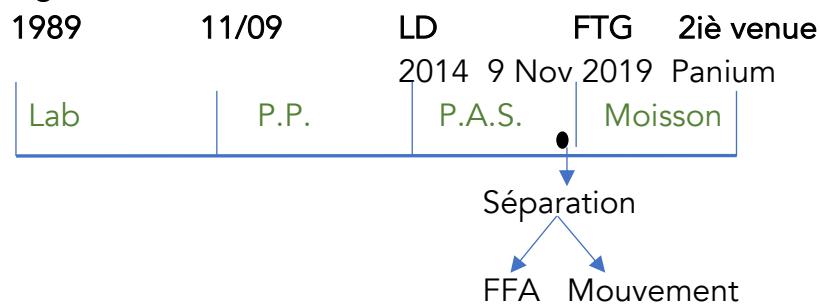 1989 11/09 LD FTG 2iè venue
2014 9 Nov 2019 Panium
Lab P.P. P.A.S. Moisson
Séparation
FFA Mouvement